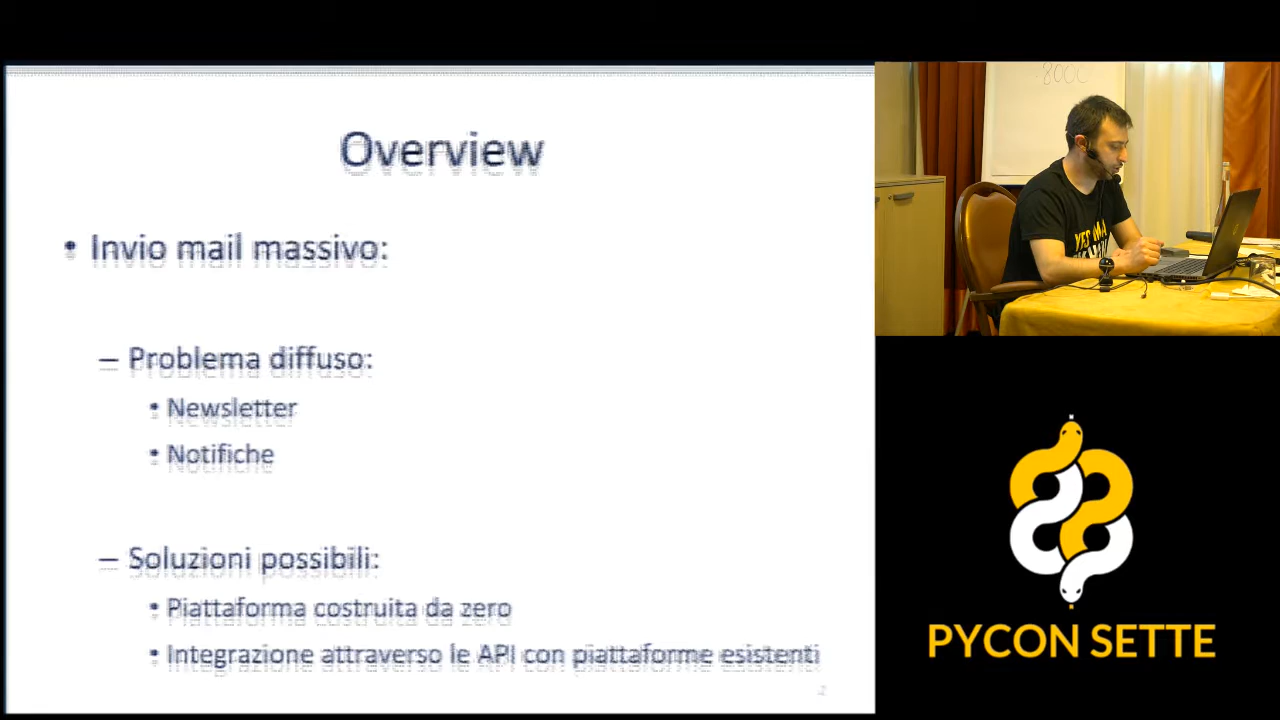 Overview
• Invio mail massivo:
– Problema diffuso:
• Newsletter
• Notifiche
– Soluzioni possibili:
• Piattaforma costruita da zero
• Integrazione attraverso le API con piattaforme esistenti
2
PYCON SETTE